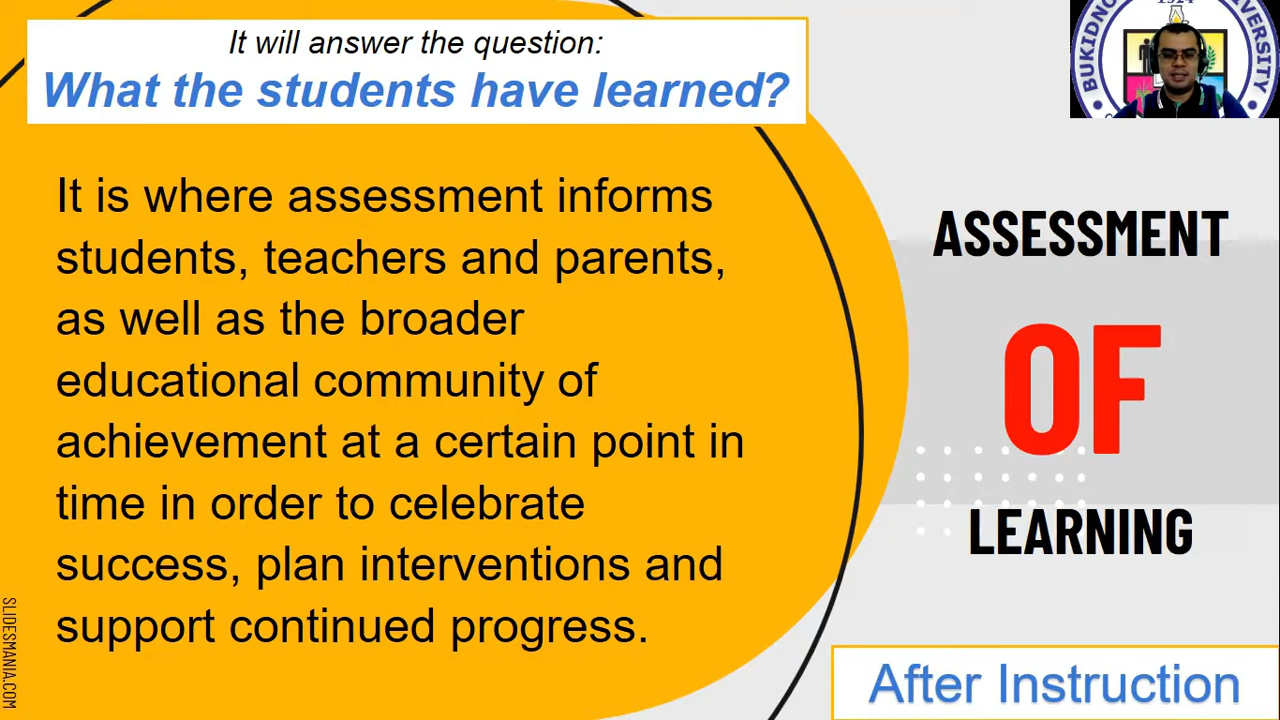 It will answer the question:
What the students have learned?
It is where assessment informs
students, teachers and parents,
as well as the broader
educational community of
achievement at a certain point in
time in order to celebrate
success, plan interventions and
support continued progress.
ASSESSMENT
OF
LEARNING
After Instruction
SLIDESMANIA.COM
1924